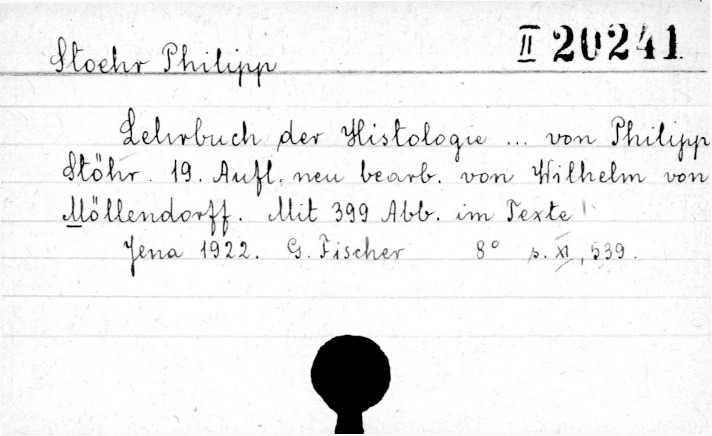 Stoehr Philipp II 20241
Lehrbuch der Histologie ... von Philipp
Stöhr. 19. Aufl. neu bearb. von Wilhelm von
Möllendorff. Mit 399 Abb. im Texte
Jena 1922. G. Fischer 8° s. XI, 539.